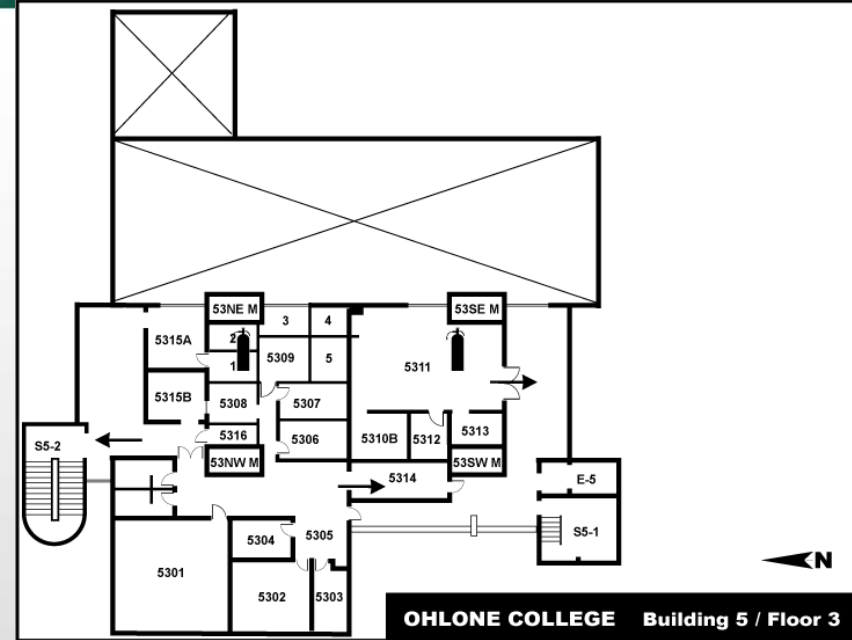 53NE M
53SE M
3
4
2
5315A
5309
5
1
5311
5315B
5308
5307
5316
5306
5310B
5312
5313
S5-2
53NW M
53SW M
5314
E-5
5304
5305
S5-1
5301
N
5302
5303
OHLONE COLLEGE Building 5 / Floor 3